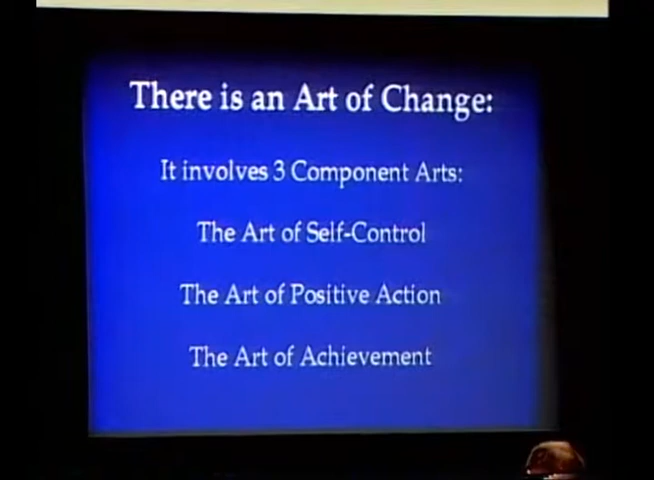 There is an Art of Change:
It involves 3 Component Arts:
The Art of Self-Control
The Art of Positive Action
The Art of Achievement